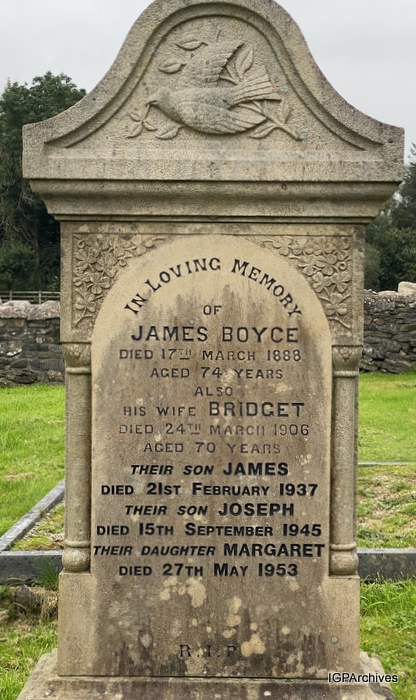 IN LOVING MEMORY
OF
JAMES BOYCE
DIED 17TH MARCH 1888
AGED 74 YEARS
ALSO
HIS WIFE BRIDGET
DIED 24TH MARCH 1906
AGED 70 YEARS
THEIR SON JAMES
DIED 21ST FEBRUARY 1937
THEIR SON JOSEPH
DIED 15TH SEPTEMBER 1945
THEIR DAUGHTER MARGARET
DIED 27TH MAY 1953
R.I.P.
IGPArchives